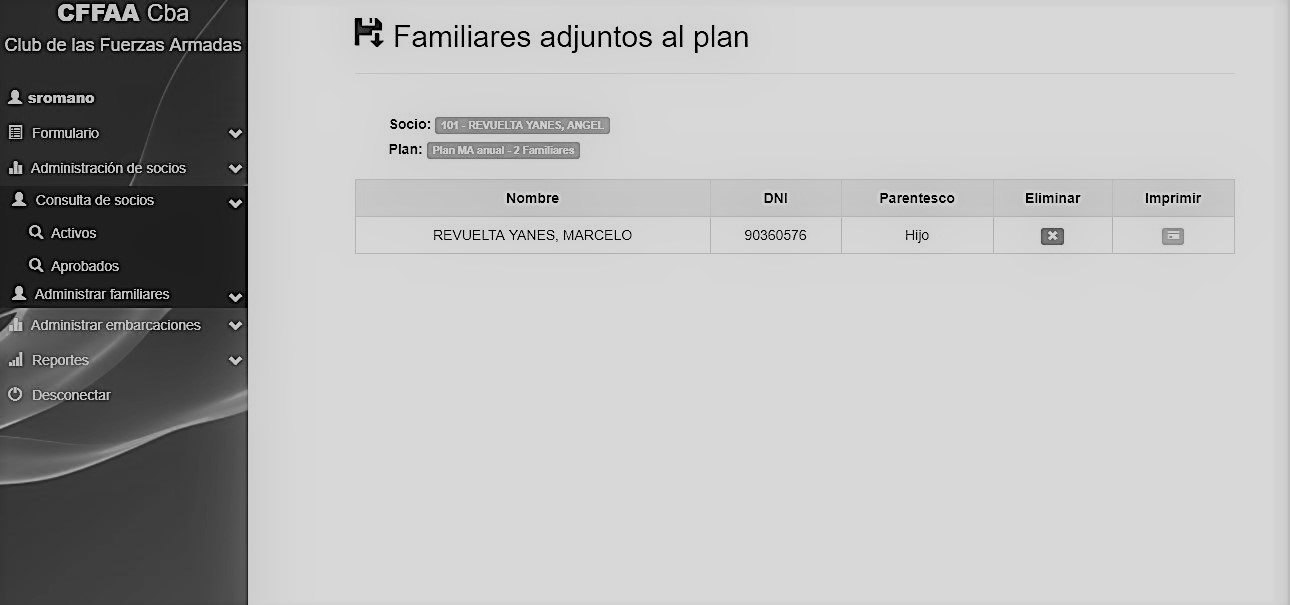 CFFAA Cba
Club de las Fuerzas Armadas
sromano
Formulario
Administración de socios
Consulta de socios
Activos
Aprobados
Administrar familiares
Administrar embarcaciones
Reportes
Desconectar
Familiares adjuntos al plan
Socio: 101 - REVUELTA YANES, ANGEL
Plan: Plan MA anual - 2 Familiares
Nombre DNI Parentesco Eliminar Imprimir
REVUELTA YANES, MARCELO 90360576 Hijo